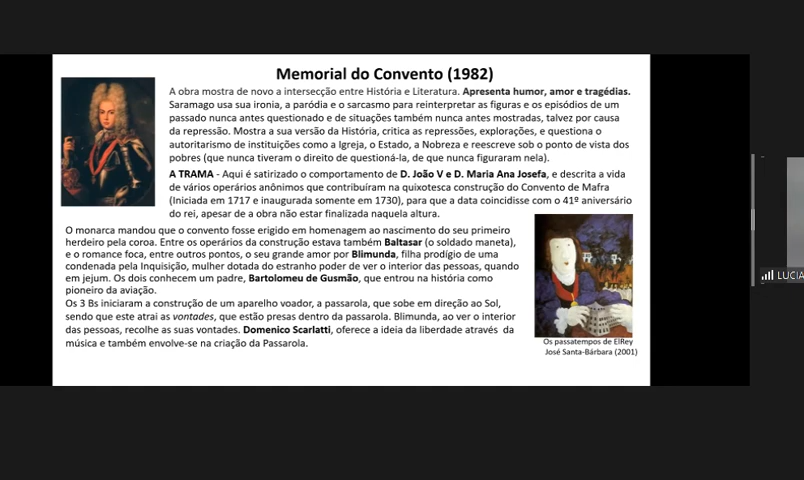 Memorial do Convento (1982)
A obra mostra de novo a intersecção entre História e Literatura. Apresenta humor, amor e tragédias.
Saramago usa sua ironia, a paródia e o sarcasmo para reinterpretar as figuras e os episódios de um
passado nunca antes questionado e de situações também nunca antes mostradas, talvez por causa
da repressão. Mostra a sua versão da História, critica as repressões, explorações, e questiona o
autoritarismo de instituições como a Igreja, o Estado, a Nobreza e reescreve sob o ponto de vista dos
pobres (que nunca tiveram o direito de questioná-la, de que nunca figuraram nela).
A TRAMA - Aqui é satirizado o comportamento de D. João V e D. Maria Ana Josefa, e descrita a vida
de vários operários anônimos que contribuíram na quixotesca construção do Convento de Mafra
(Iniciada em 1717 e inaugurada somente em 1730), para que a data coincidisse com o 41º aniversário
do rei, apesar de a obra não estar finalizada naquela altura.
O monarca mandou que o convento fosse erigido em homenagem ao nascimento do seu primeiro
herdeiro pela coroa. Entre os operários da construção estava também Baltasar (o soldado maneta),
e o romance foca, entre outros pontos, o seu grande amor por Blimunda, filha prodígio de uma
condenada pela Inquisição, mulher dotada do estranho poder de ver o interior das pessoas, quando
em jejum. Os dois conhecem um padre, Bartolomeu de Gusmão, que entrou na história como
pioneiro da aviação.
Os 3 Bs iniciaram a construção de um aparelho voador, a passarola, que sobe em direção ao Sol,
sendo que este atrai as vontades, que estão presas dentro da passarola. Blimunda, ao ver o interior
das pessoas, recolhe as suas vontades. Domenico Scarlatti, oferece a ideia da liberdade através da
música e também envolve-se na criação da Passarola.
Os passatempos de ElRey
José Santa-Bárbara (2001)
LUCIA